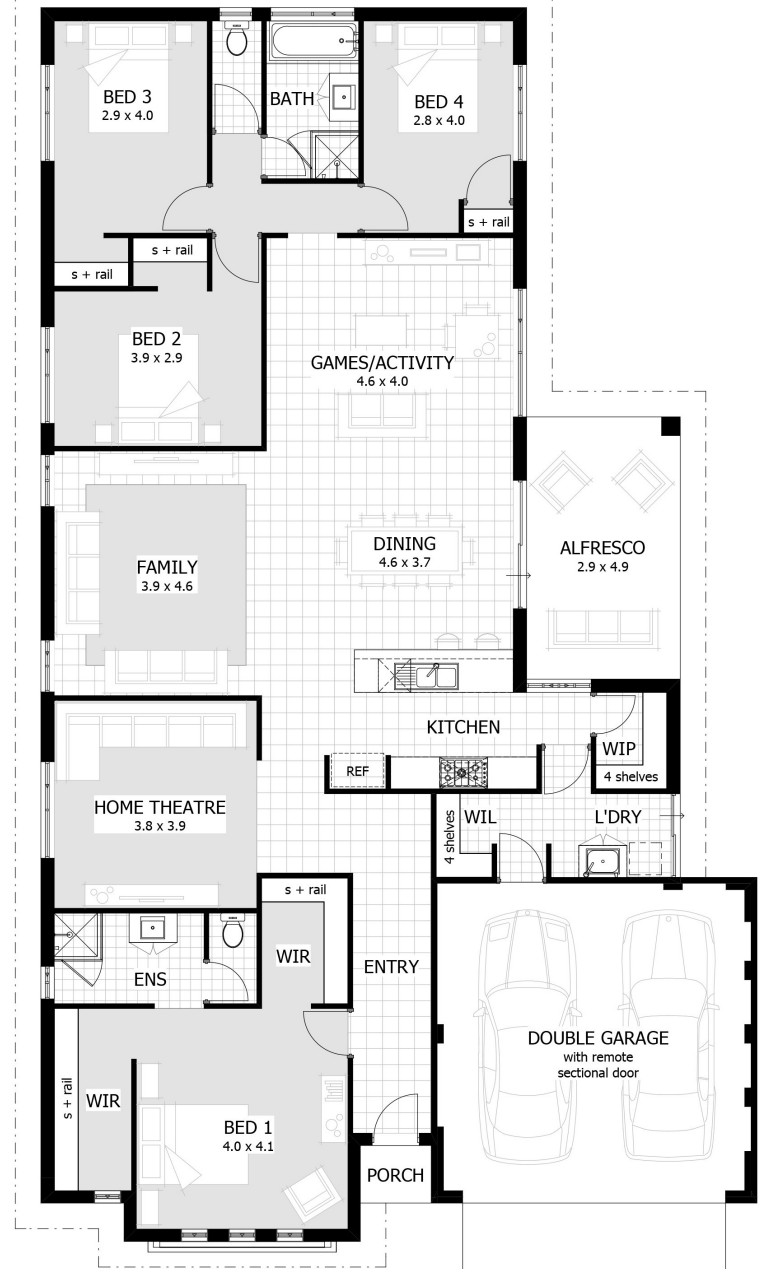 BED 3
2.9 x 4.0
BATH
BED 4
2.8 x 4.0
s + rail
s + rail
s + rail
BED 2
3.9 x 2.9
GAMES/ACTIVITY
4.6 x 4.0
FAMILY
3.9 x 4.6
DINING
4.6 x 3.7
ALFRESCO
2.9 x 4.9
KITCHEN
WIP
4 shelves
REF
HOME THEATRE
3.8 x 3.9
4 shelves
WIL
L'DRY
s + rail
WIR
ENS
ENTRY
DOUBLE GARAGE
with remote
sectional door
s + rail
WIR
BED 1
4.0 x 4.1
PORCH